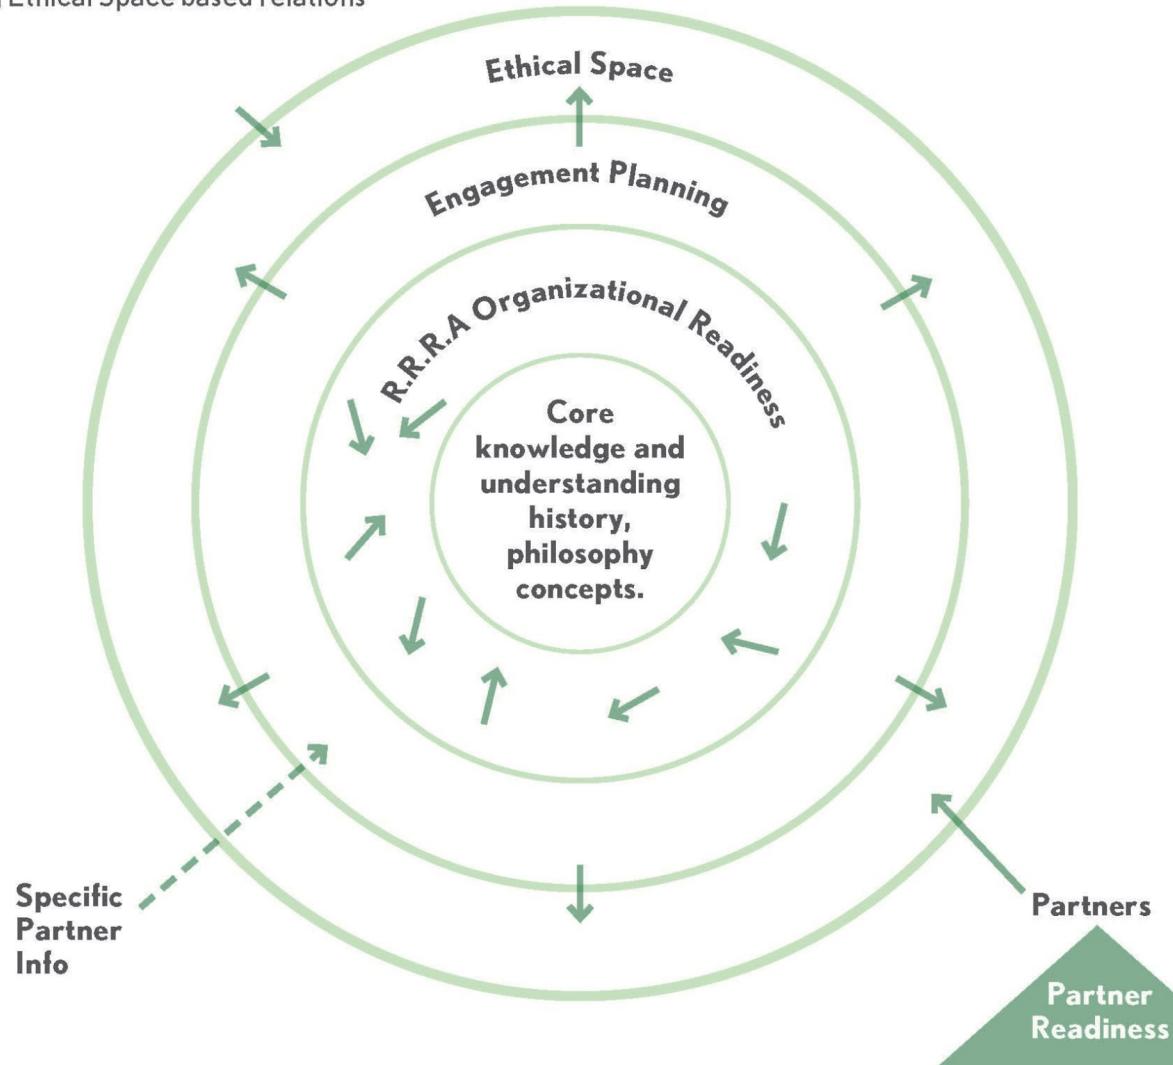 Ethical Space based relations
Ethical Space
Engagement Planning
R.R.R.A Organizational Readiness
Core
knowledge and
understanding
history,
philosophy
concepts.
Specific
Partner
Info
Partners
Partner
Readiness